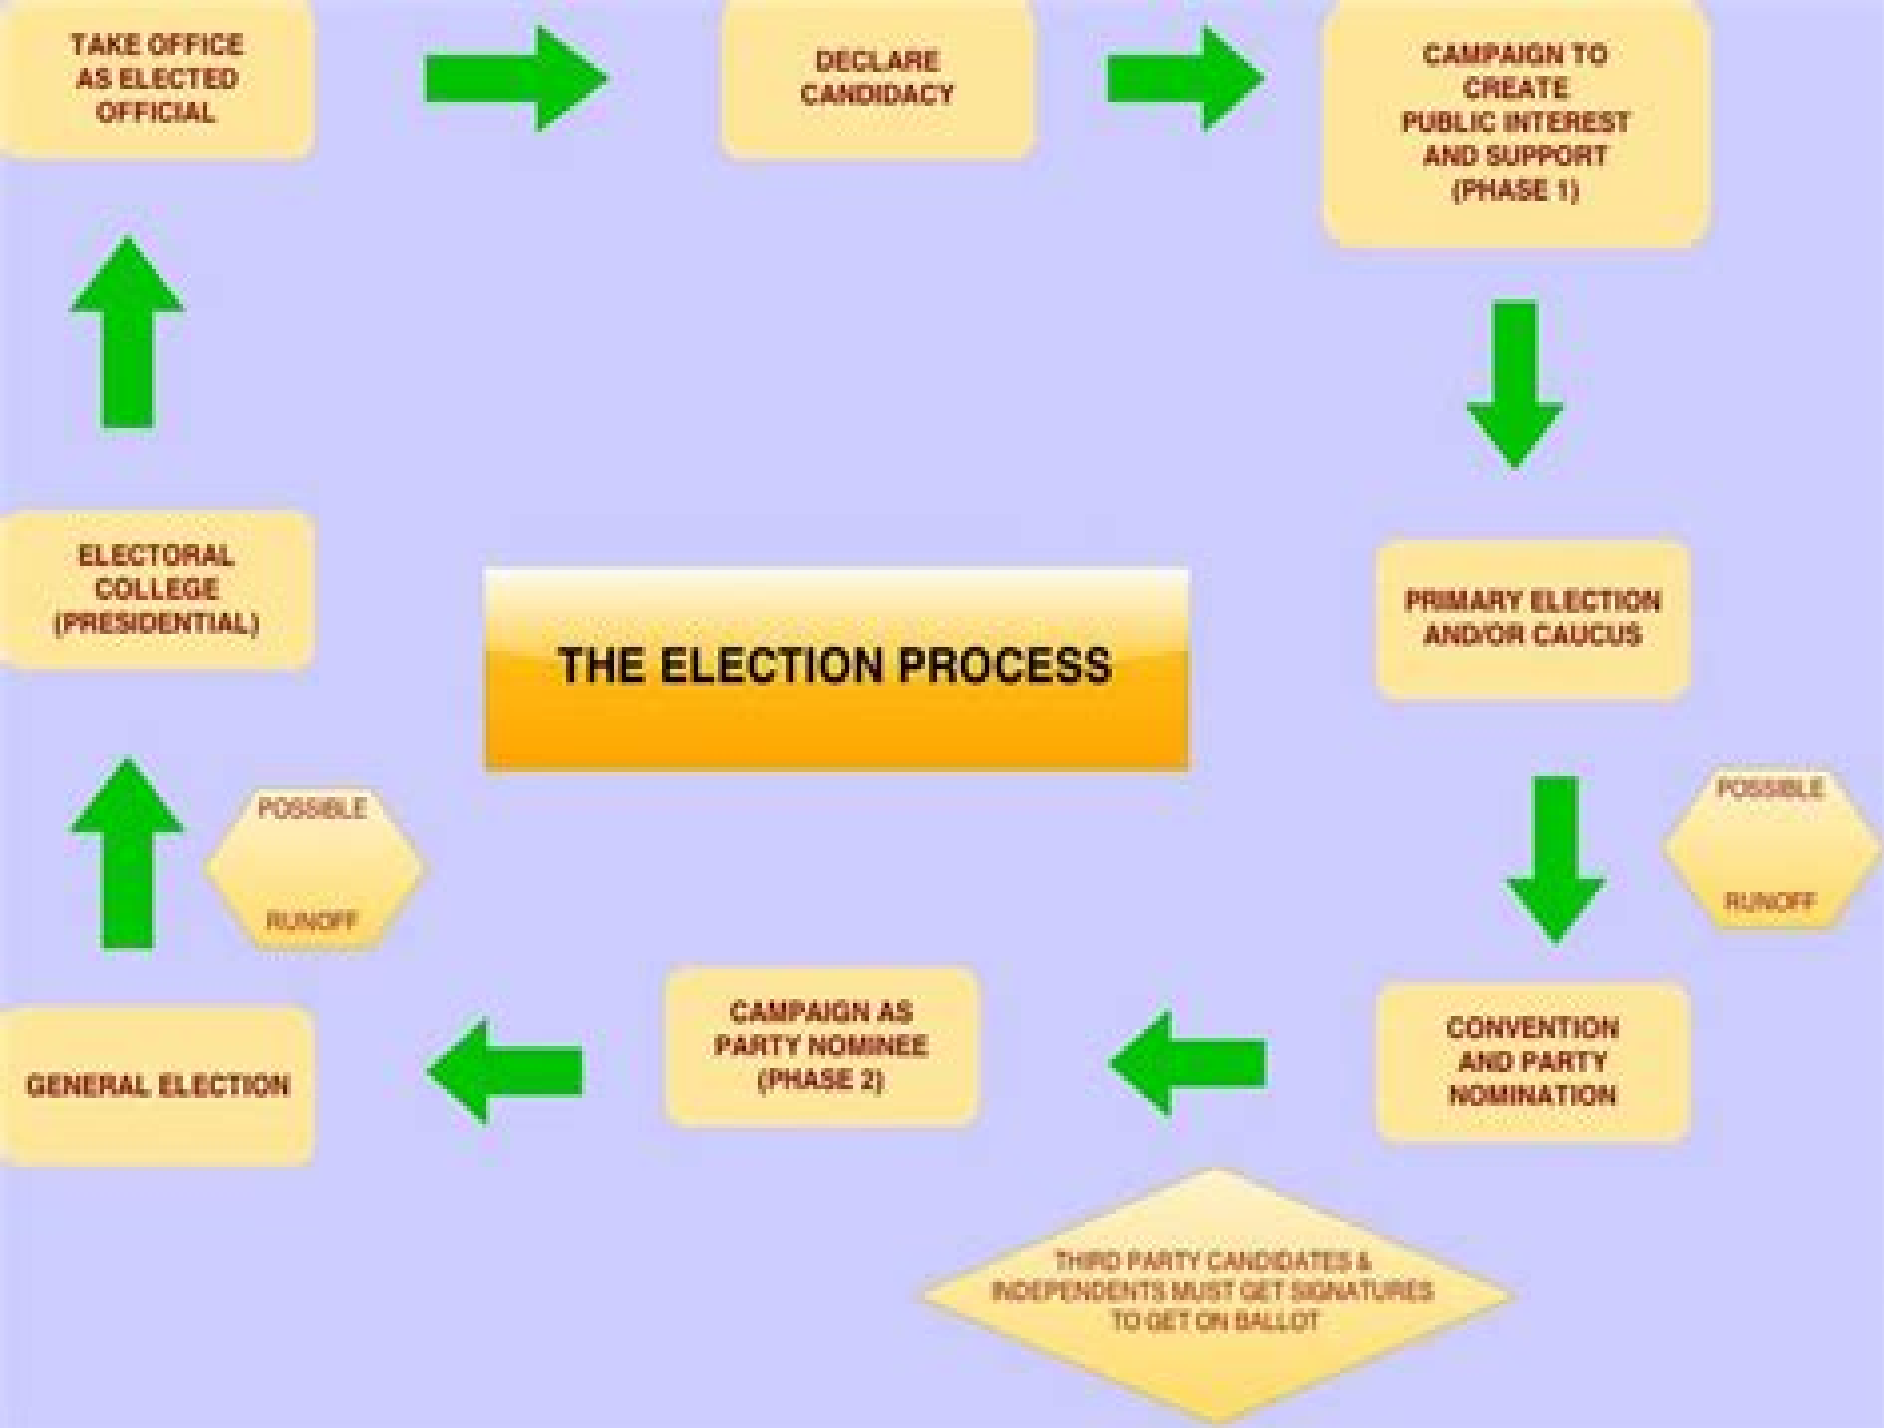 TAKE OFFICE
AS ELECTED
OFFICIAL
DECLARE
CANDIDACY
CAMPAIGN TO
CREATE
PUBLIC INTEREST
AND SUPPORT
(PHASE 1)
ELECTORAL
COLLEGE
(PRESIDENTIAL)
THE ELECTION PROCESS
PRIMARY ELECTION
AND/OR CAUCUS
POSSIBLE
RUNOFF
POSSIBLE
RUNOFF
GENERAL ELECTION
CAMPAIGN AS
PARTY NOMINEE
(PHASE 2)
CONVENTION
AND PARTY
NOMINATION
THIRD PARTY CANDIDATES &
INDEPENDENTS MUST GET SIGNATURES
TO GET ON BALLOT